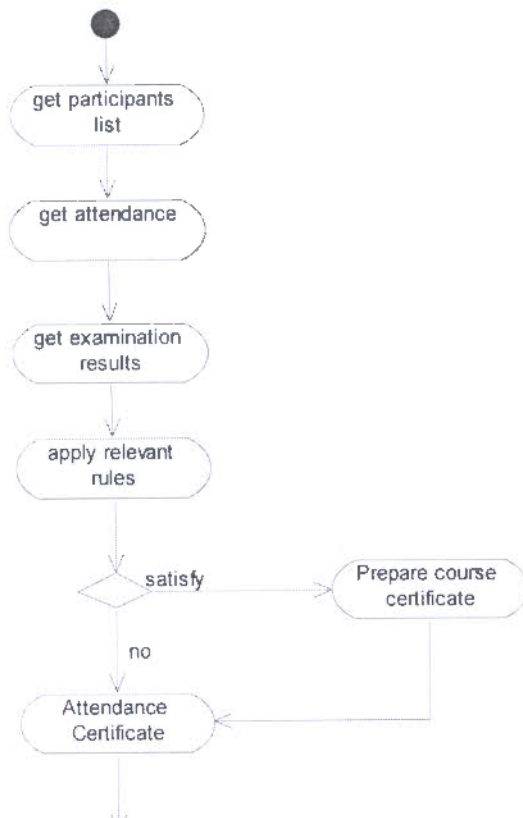 get participants
list
get attendance
get examination
results
apply relevant
rules
satisfy
Prepare course
certificate
no
Attendance
Certificate